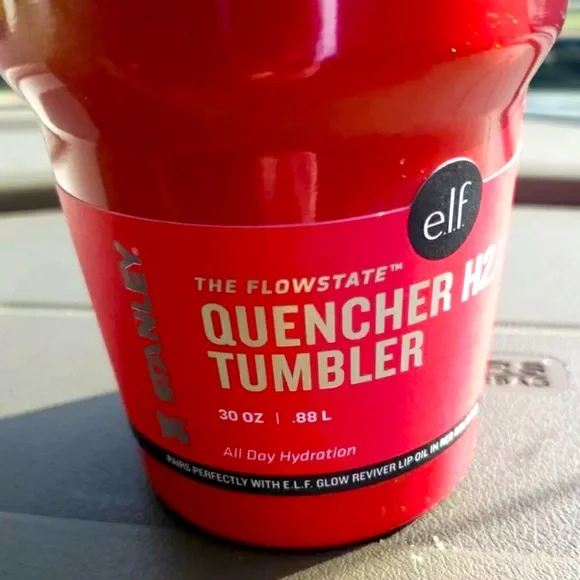 e.l.f
X STANLEY®
THE FLOWSTATE™
QUENCHER H2.
TUMBLER
30 OZ | .88 L
All Day Hydration
PAIRS PERFECTLY WITH E.L.F. GLOW REVIVER LIP OIL IN RED